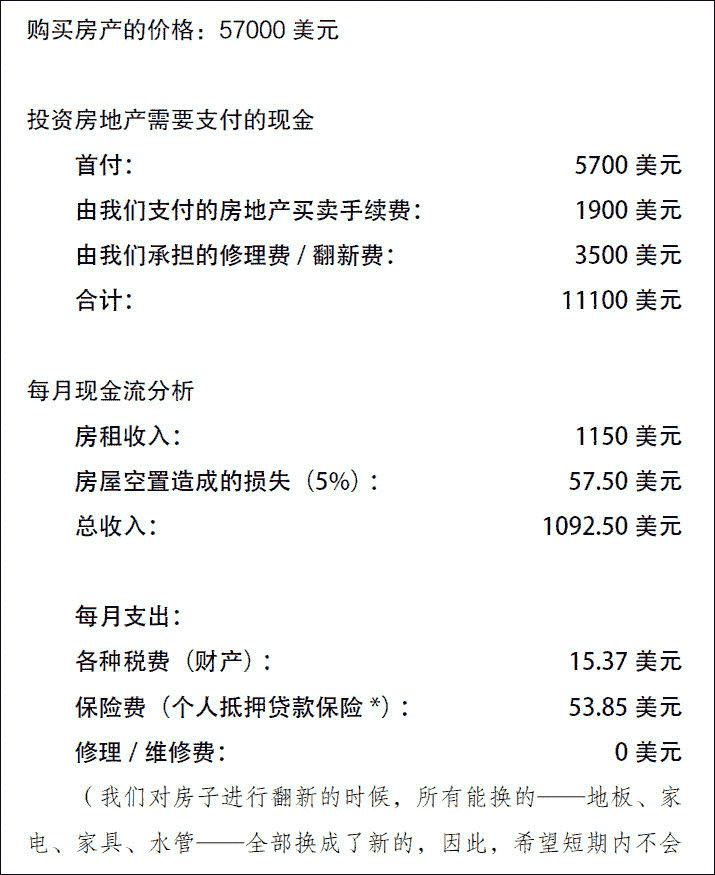 购买房产的价格：57000 美元
投资房地产需要支付的现金
首付： 5700 美元
由我们支付的房地产买卖手续费： 1900 美元
由我们承担的修理费 / 翻新费： 3500 美元
合计： 11100 美元
每月现金流分析
房租收入： 1150 美元
房屋空置造成的损失（5%）： 57.50 美元
总收入： 1092.50 美元
每月支出：
各种税费（财产）： 15.37 美元
保险费（个人抵押贷款保险 *）： 53.85 美元
修理 / 维修费： 0 美元
（我们对房子进行翻新的时候，所有能换的——地板、家
电、家具、水管——全部换成了新的，因此，希望短期内不会